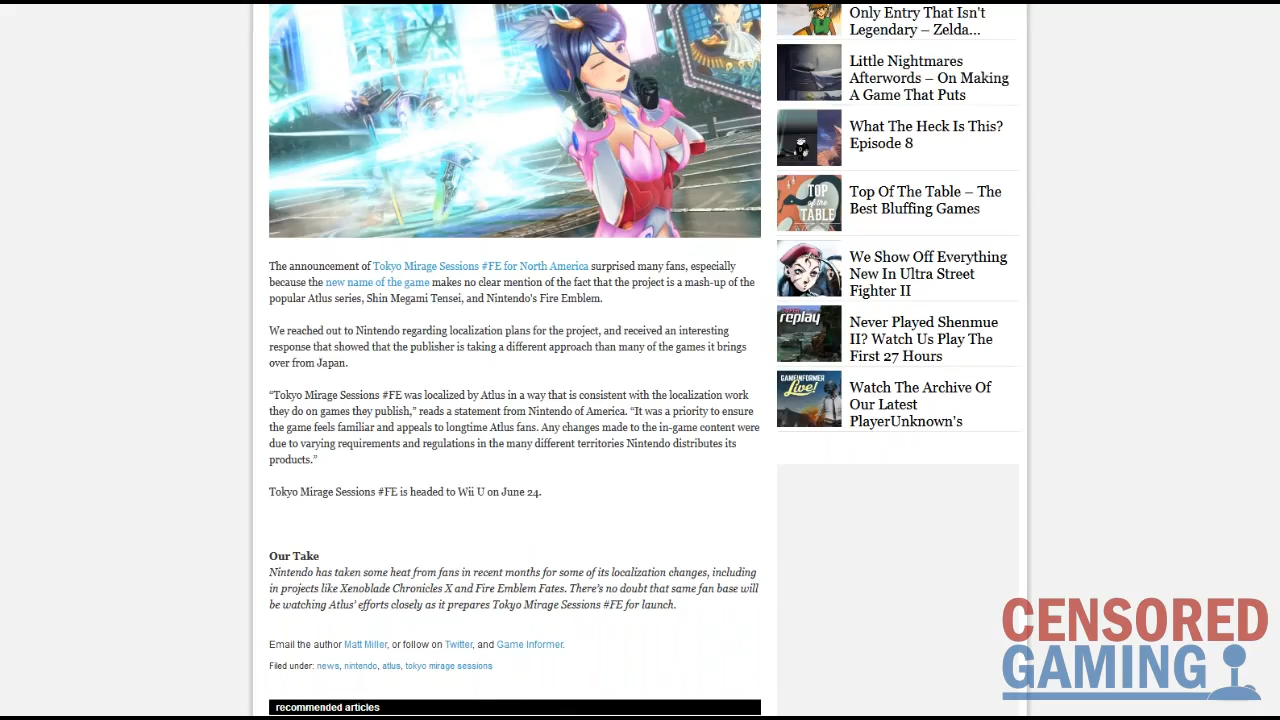 The announcement of Tokyo Mirage Sessions #FE for North America surprised many fans, especially
because the new name of the game makes no clear mention of the fact that the project is a mash-up of the
popular Atlus series, Shin Megami Tensei, and Nintendo's Fire Emblem.
We reached out to Nintendo regarding localization plans for the project, and received an interesting
response that showed that the publisher is taking a different approach than many of the games it brings
over from Japan.
“Tokyo Mirage Sessions #FE was localized by Atlus in a way that is consistent with the localization work
they do on games they publish,” reads a statement from Nintendo of America. “It was a priority to ensure
the game feels familiar and appeals to longtime Atlus fans. Any changes made to the in-game content were
due to varying requirements and regulations in the many different territories Nintendo distributes its
products.”
Tokyo Mirage Sessions #FE is headed to Wii U on June 24.
Our Take
Nintendo has taken some heat from fans in recent months for some of its localization changes, including
in projects like Xenoblade Chronicles X and Fire Emblem Fates. There's no doubt that same fan base will
be watching Atlus' efforts closely as it prepares Tokyo Mirage Sessions #FE for launch.
Email the author Matt Miller, or follow on Twitter, and Game Informer.
Filed under: news, nintendo, atlus, tokyo mirage sessions
recommended articles
Only Entry That Isn't
Legendary – Zelda...
Little Nightmares
Afterwords – On Making
A Game That Puts
What The Heck Is This?
Episode 8
TOP
of the
TABLE
Top Of The Table – The
Best Bluffing Games
We Show Off Everything
New In Ultra Street
Fighter II
replay
Never Played Shenmue
II? Watch Us Play The
First 27 Hours
GAMEINFORMER
Live!
Watch The Archive Of
Our Latest
PlayerUnknown's
CENSORED
GAMING